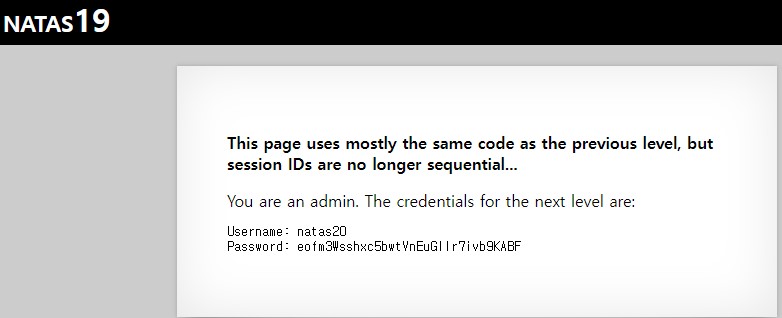 NATAS19
This page uses mostly the same code as the previous level, but
session IDs are no longer sequential...
You are an admin. The credentials for the next level are:
Username: natas20
Password: eofm3Wsshxc5bwtVnEuGIlr7ivb9KABF